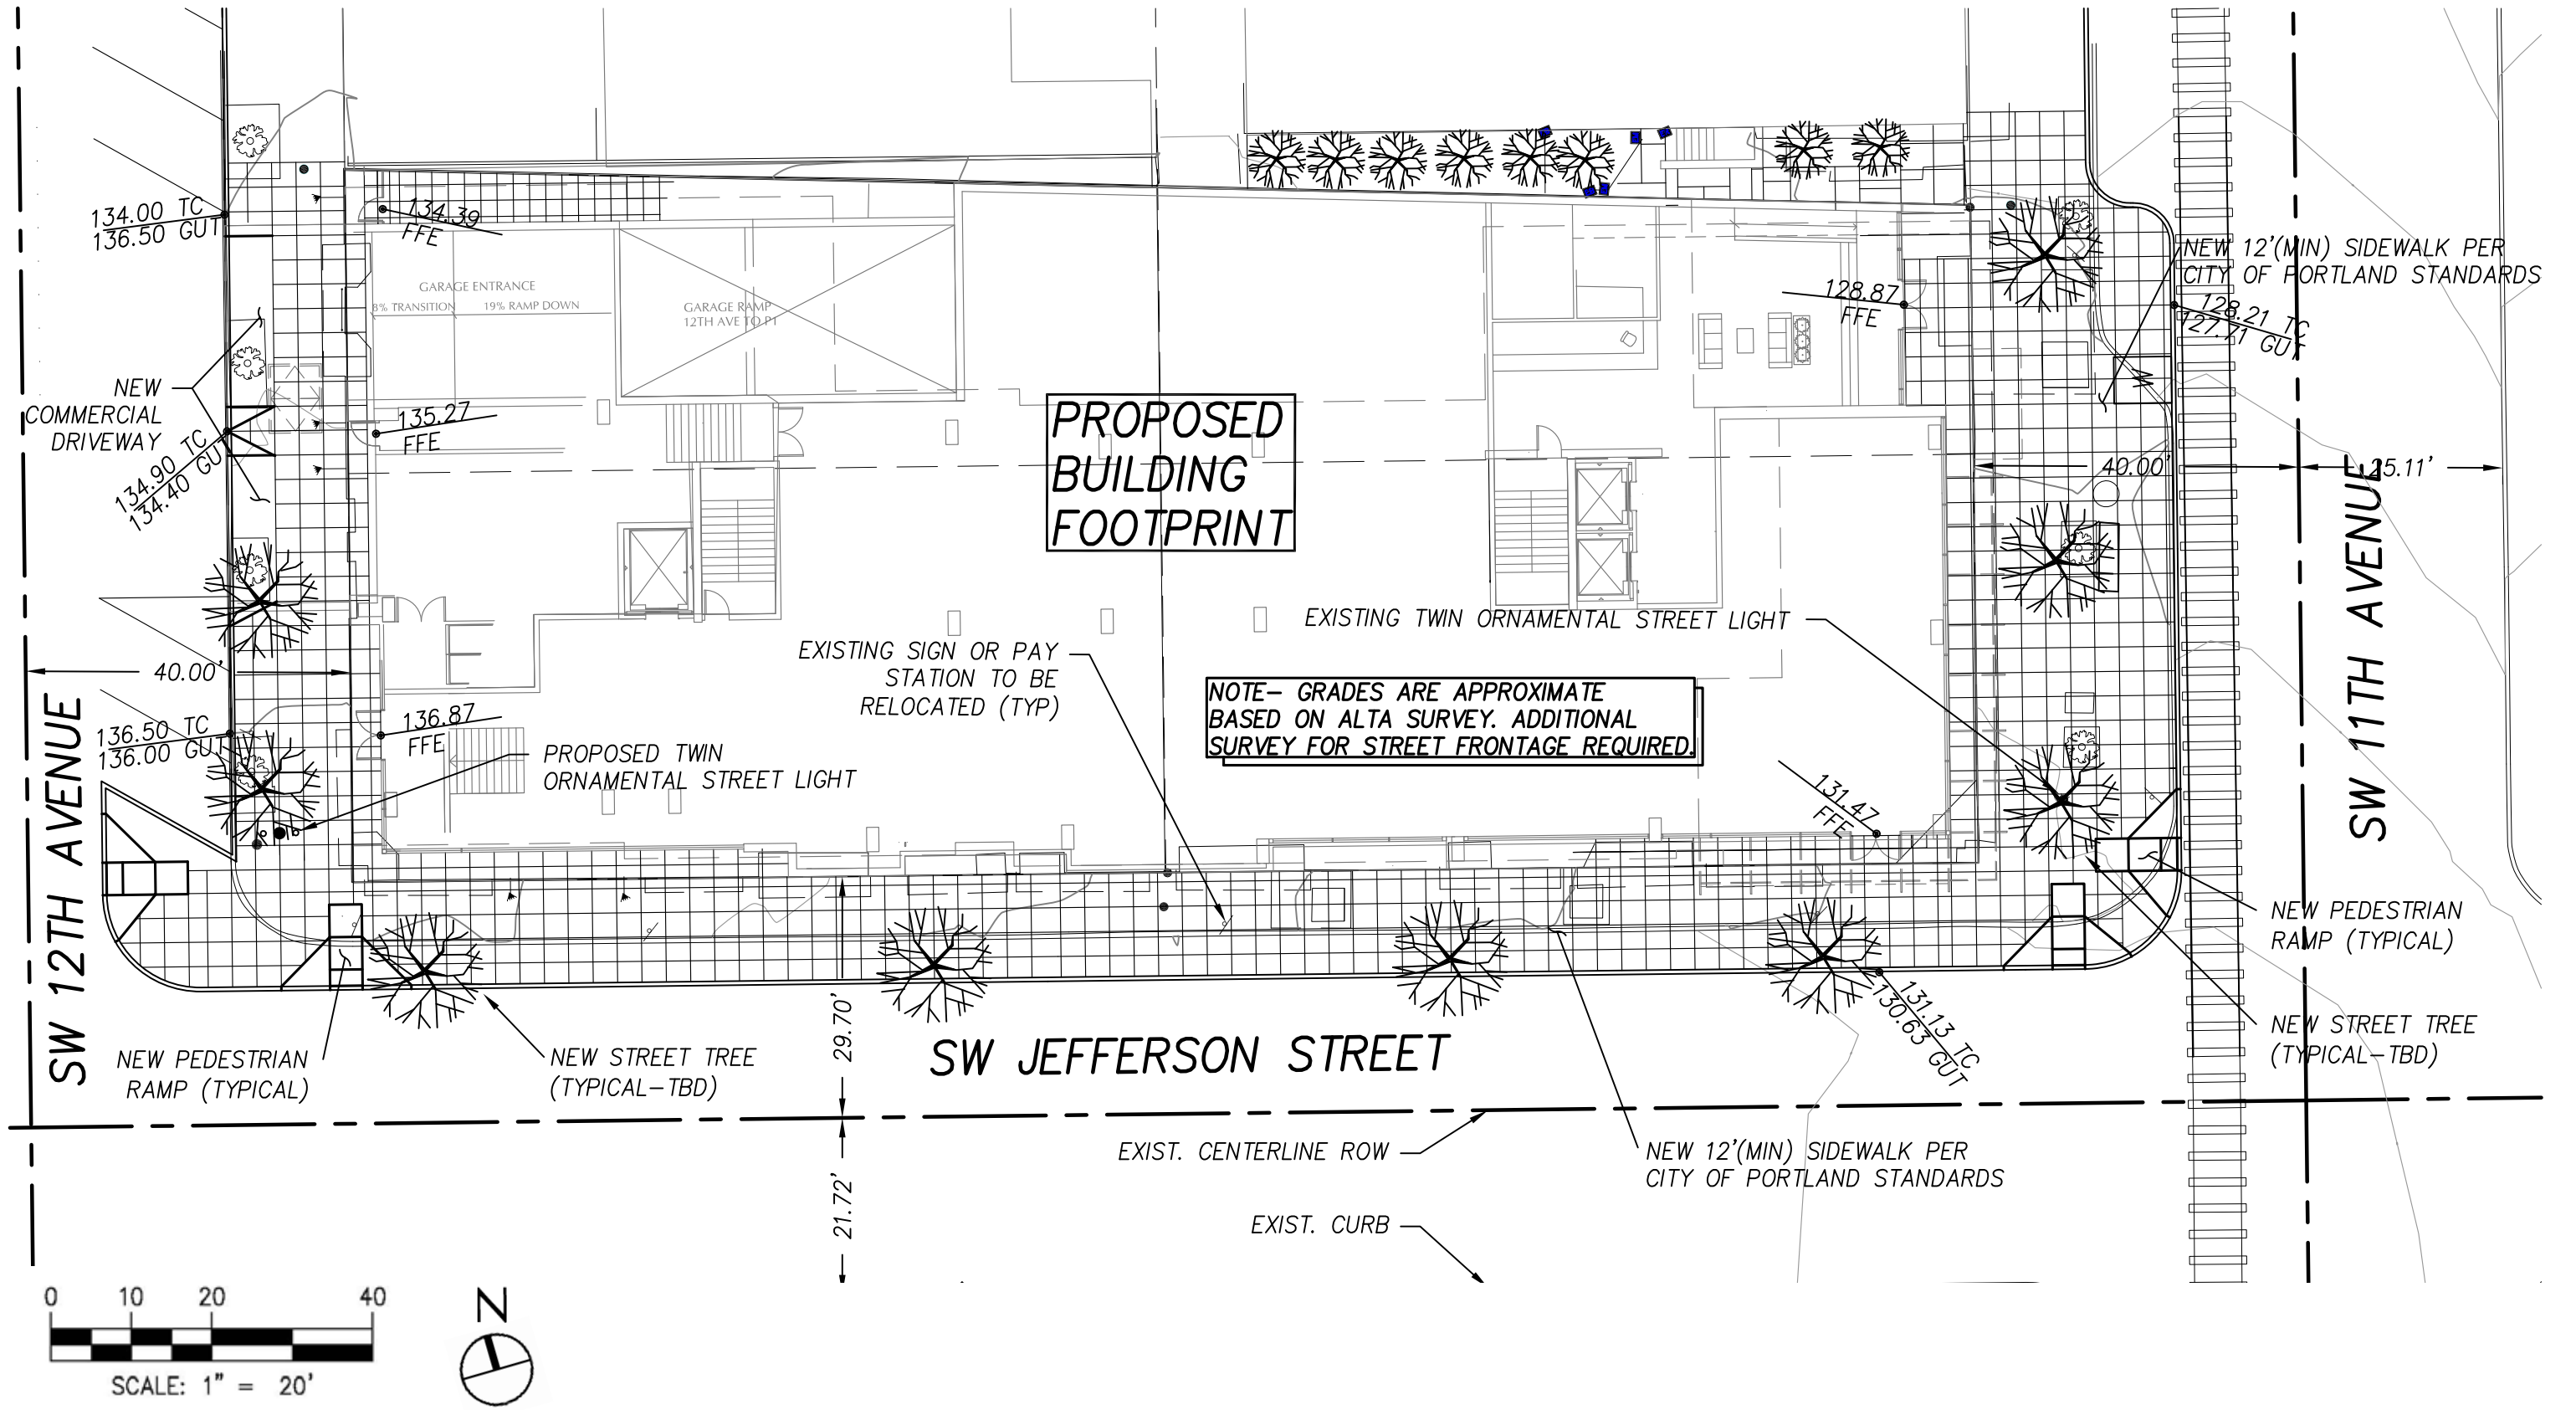 134.00 TC
136.50 GUT
134.39
FFE
GARAGE ENTRANCE
8% TRANSITION
19% RAMP DOWN
GARAGE RAMP
12TH AVE TO P1
128.87
FFE
NEW 12'(MIN) SIDEWALK PER
CITY OF PORTLAND STANDARDS
128.21 TC
127.71 GUT
NEW
COMMERCIAL
DRIVEWAY
135.27
FFE
134.90 TC
134.40 GUT
PROPOSED
BUILDING
FOOTPRINT
40.00'
25.11'
SW 11TH AVENUE
EXISTING TWIN ORNAMENTAL STREET LIGHT
EXISTING SIGN OR PAY
STATION TO BE
RELOCATED (TYP)
40.00'
NOTE- GRADES ARE APPROXIMATE
BASED ON ALTA SURVEY. ADDITIONAL
SURVEY FOR STREET FRONTAGE REQUIRED.
SW 12TH AVENUE
136.50 TC
136.00 GUT
136.87
FFE
PROPOSED TWIN
ORNAMENTAL STREET LIGHT
131.47
FFE
NEW PEDESTRIAN
RAMP (TYPICAL)
131.13 TC
130.63 GUT
NEW STREET TREE
(TYPICAL-TBD)
29.70'
SW JEFFERSON STREET
NEW PEDESTRIAN
RAMP (TYPICAL)
NEW STREET TREE
(TYPICAL-TBD)
EXIST. CENTERLINE ROW
NEW 12'(MIN) SIDEWALK PER
CITY OF PORTLAND STANDARDS
21.72'
EXIST. CURB
0 10 20 40
SCALE: 1" = 20'
N